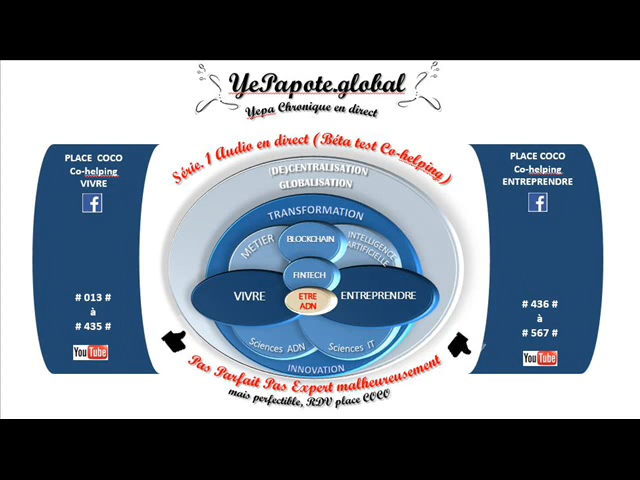 YePapote.global
Yepa Chronique en direct
Série, 1 Audio en direct (Béta test Co-helping)
PLACE COCO
Co-helping
VIVRE
# 013 #
à
# 435 #
YouTube
(DE)CENTRALISATION
GLOBALISATION
TRANSFORMATION
METIER
BLOCKCHAIN
INTELLIGENCE
ARTIFICIELLE
FINTECH
VIVRE
ETRE
ADN
ENTREPRENDRE
Sciences ADN
Sciences IT
INNOVATION
PLACE COCO
Co-helping
ENTREPRENDRE
# 436 #
à
# 567 #
YouTube
Pas Parfait Pas Expert malheureusement
mais perfectible, RDV place COCO